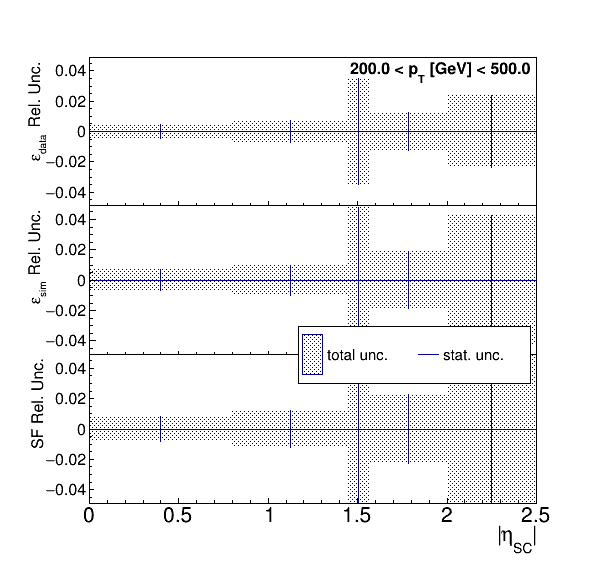 200.0 < p_T [GeV] < 500.0
ε_data Rel. Unc.
0.04
0.02
0
−0.02
−0.04
ε_sim Rel. Unc.
0.04
0.02
0
−0.02
−0.04
total unc. stat. unc.
SF Rel. Unc.
0.04
0.02
0
−0.02
−0.04
0 0.5 1 1.5 2 2.5
|η_SC|